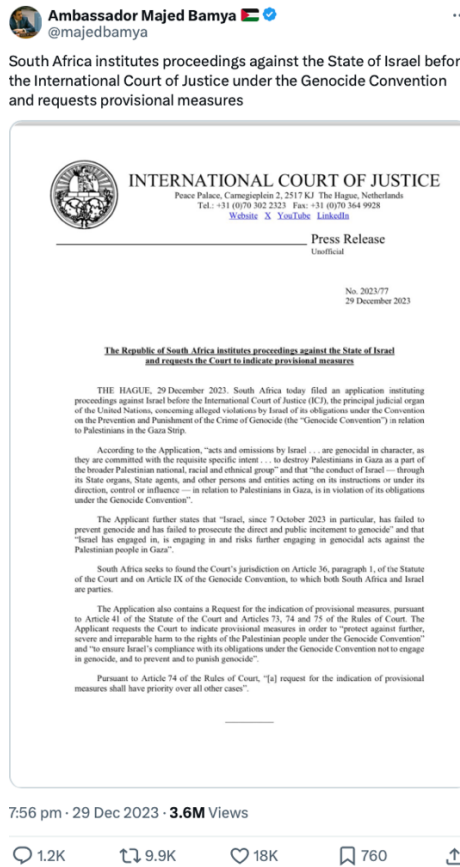 Ambassador Majed Bamya
@majedbamya
South Africa institutes proceedings against the State of Israel befor
the International Court of Justice under the Genocide Convention
and requests provisional measures
INTERNATIONAL COURT OF JUSTICE
Peace Palace, Carnegieplein 2, 2517 KJ The Hague, Netherlands
Tel.: +31 (0)70 302 2323 Fax: +31 (0)70 364 9928
Website X YouTube LinkedIn
Press Release
Unofficial
No. 2023/77
29 December 2023
The Republic of South Africa institutes proceedings against the State of Israel
and requests the Court to indicate provisional measures
THE HAGUE, 29 December 2023. South Africa today filed an application instituting
proceedings against Israel before the International Court of Justice (ICJ), the principal judicial organ
of the United Nations, concerning alleged violations by Israel of its obligations under the Convention
on the Prevention and Punishment of the Crime of Genocide (the “Genocide Convention”) in relation
to Palestinians in the Gaza Strip.
According to the Application, “acts and omissions by Israel . . . are genocidal in character, as
they are committed with the requisite specific intent . . . to destroy Palestinians in Gaza as a part of
the broader Palestinian national, racial and ethnical group” and that “the conduct of Israel — through
its State organs, State agents, and other persons and entities acting on its instructions or under its
direction, control or influence — in relation to Palestinians in Gaza, is in violation of its obligations
under the Genocide Convention”.
The Applicant further states that “Israel, since 7 October 2023 in particular, has failed to
prevent genocide and has failed to prosecute the direct and public incitement to genocide” and that
“Israel has engaged in, is engaging in and risks further engaging in genocidal acts against the
Palestinian people in Gaza”.
South Africa seeks to found the Court’s jurisdiction on Article 36, paragraph 1, of the Statute
of the Court and on Article IX of the Genocide Convention, to which both South Africa and Israel
are parties.
The Application also contains a Request for the indication of provisional measures, pursuant
to Article 41 of the Statute of the Court and Articles 73, 74 and 75 of the Rules of Court. The
Applicant requests the Court to indicate provisional measures in order to “protect against further,
severe and irreparable harm to the rights of the Palestinian people under the Genocide Convention”
and “to ensure Israel’s compliance with its obligations under the Genocide Convention not to engage
in genocide, and to prevent and to punish genocide”.
Pursuant to Article 74 of the Rules of Court, “[a] request for the indication of provisional
measures shall have priority over all other cases”.
7:56 pm · 29 Dec 2023 · 3.6M Views
1.2K 9.9K 18K 760